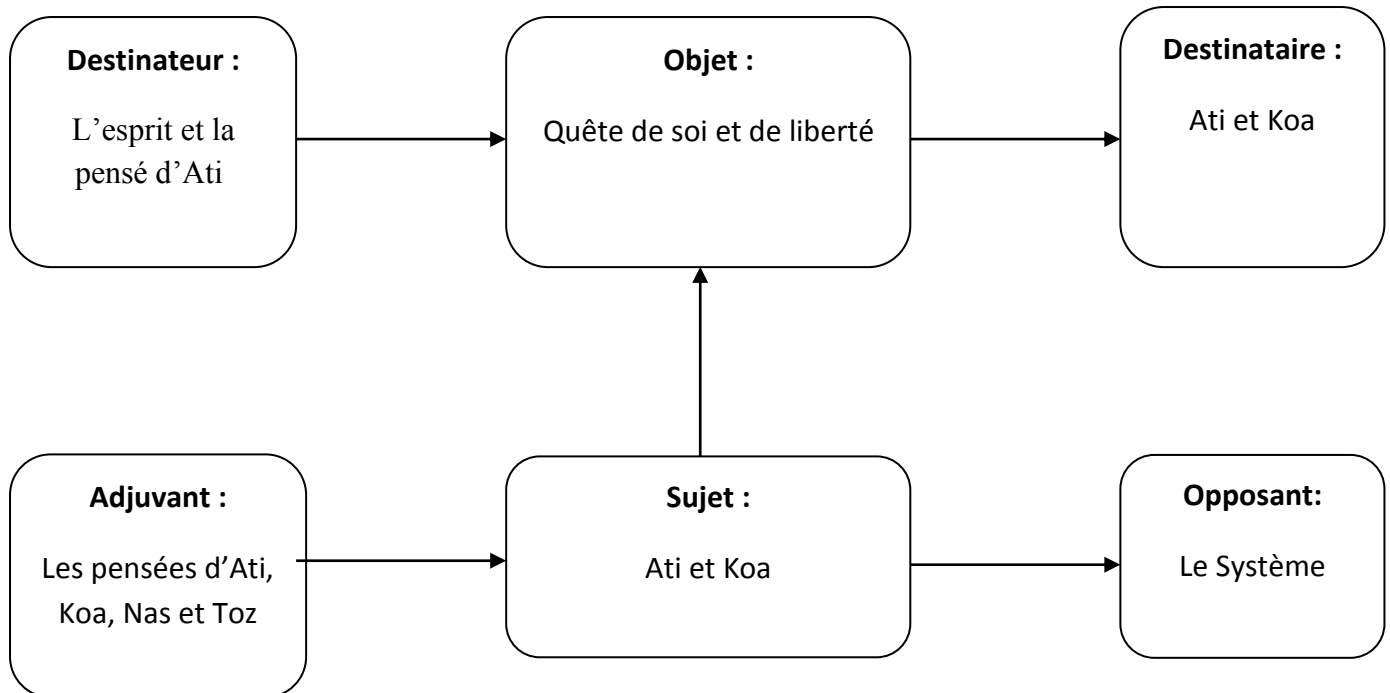 Destinateur :
L’esprit et la
pensé d’Ati
Objet :
Quête de soi et de liberté
Destinataire :
Ati et Koa
Adjuvant :
Les pensées d’Ati,
Koa, Nas et Toz
Sujet :
Ati et Koa
Opposant:
Le Système